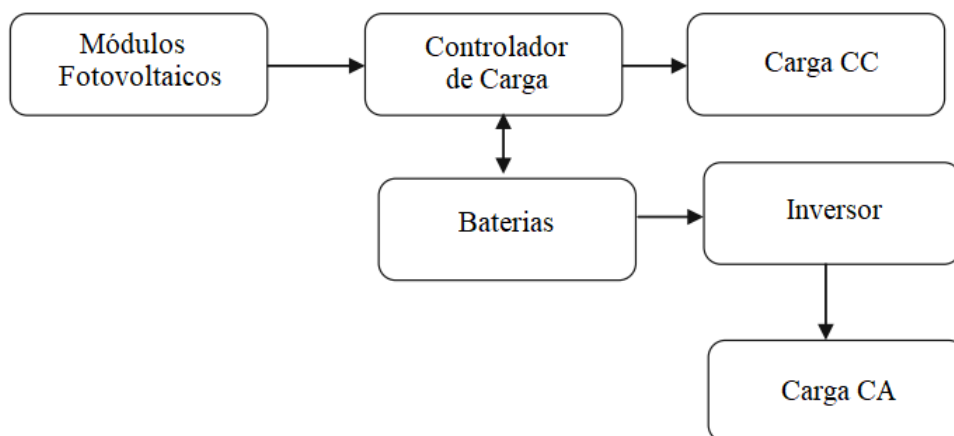 Módulos
Fotovoltaicos
Controlador
de Carga
Carga CC
Baterias
Inversor
Carga CA